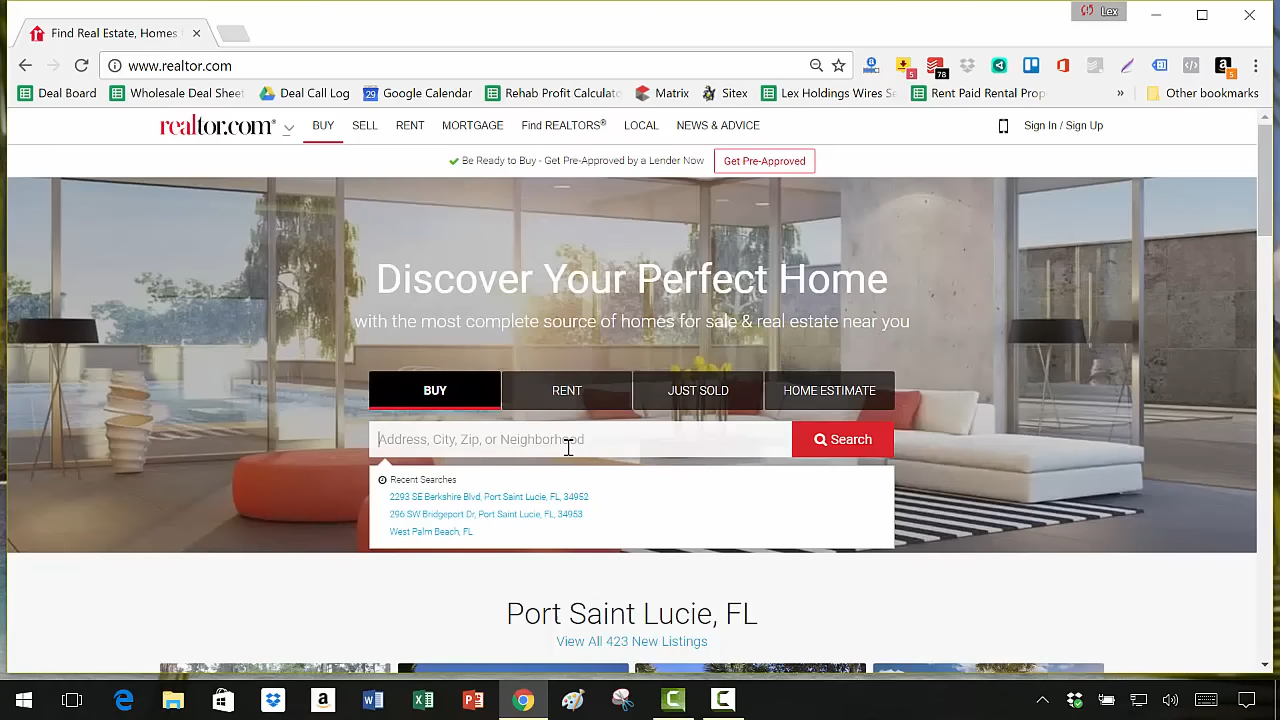 Lex
Find Real Estate, Homes
www.realtor.com
5
78
5
Deal Board
Wholesale Deal Sheet
Deal Call Log
29
Google Calendar
Rehab Profit Calculato
Matrix
Sitex
Lex Holdings Wires S
Rent Paid Rental Prop
»
Other bookmarks
realtor.com®
BUY
SELL
RENT
MORTGAGE
Find REALTORS®
LOCAL
NEWS & ADVICE
Sign In / Sign Up
Be Ready to Buy - Get Pre-Approved by a Lender Now
Get Pre-Approved
Discover Your Perfect Home
with the most complete source of homes for sale & real estate near you
BUY
RENT
JUST SOLD
HOME ESTIMATE
Address, City, Zip, or Neighborhood
Search
Recent Searches
2293 SE Berkshire Blvd, Port Saint Lucie, FL, 34952
296 SW Bridgeport Dr, Port Saint Lucie, FL, 34953
West Palm Beach, FL
Port Saint Lucie, FL
View All 423 New Listings